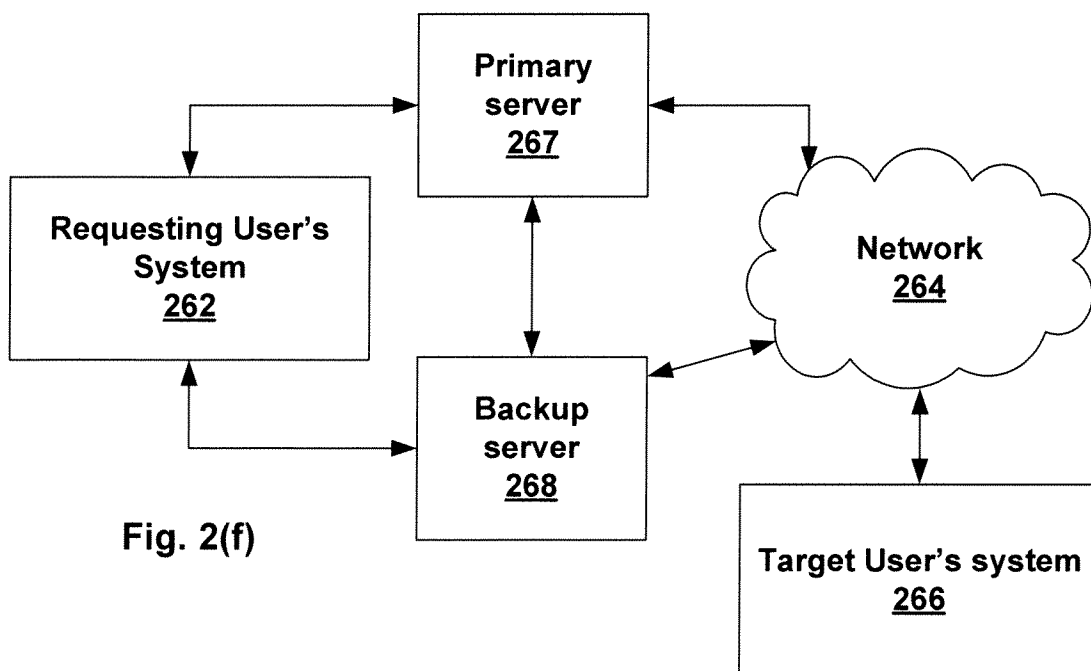 Primary
server
267
Requesting User's
System
262
Network
264
Backup
server
268
Fig. 2(f)
Target User's system
266